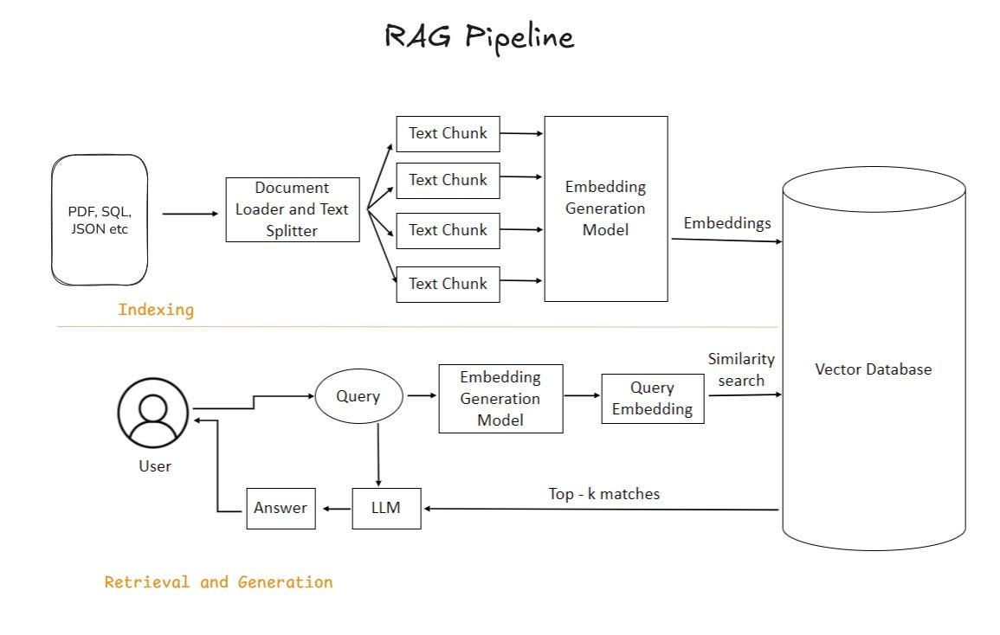 RAG Pipeline
PDF, SQL,
JSON etc
Document
Loader and Text
Splitter
Text Chunk
Text Chunk
Text Chunk
Text Chunk
Embedding
Generation
Model
Embeddings
Indexing
Vector Database
User
Query
Embedding
Generation
Model
Query
Embedding
Similarity
search
Top - k matches
LLM
Answer
Retrieval and Generation